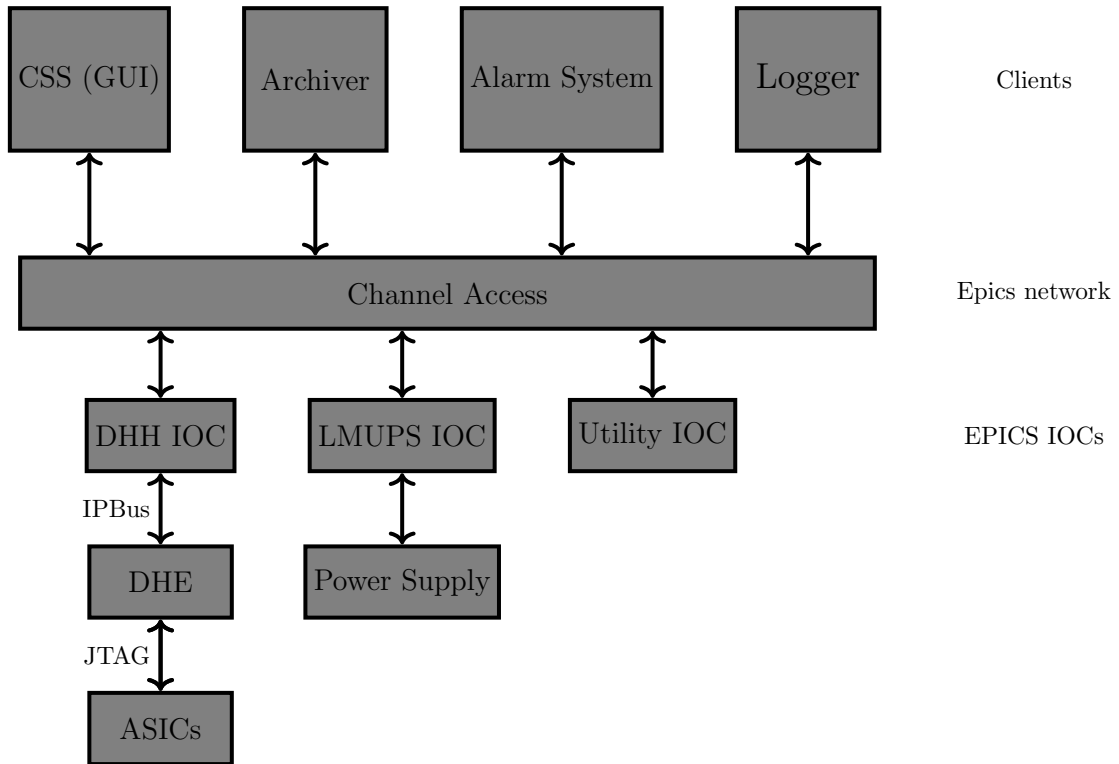 CSS (GUI)
Archiver
Alarm System
Logger
Clients
Channel Access
Epics network
DHH IOC
LMUPS IOC
Utility IOC
EPICS IOCs
IPBus
DHE
Power Supply
JTAG
ASICs